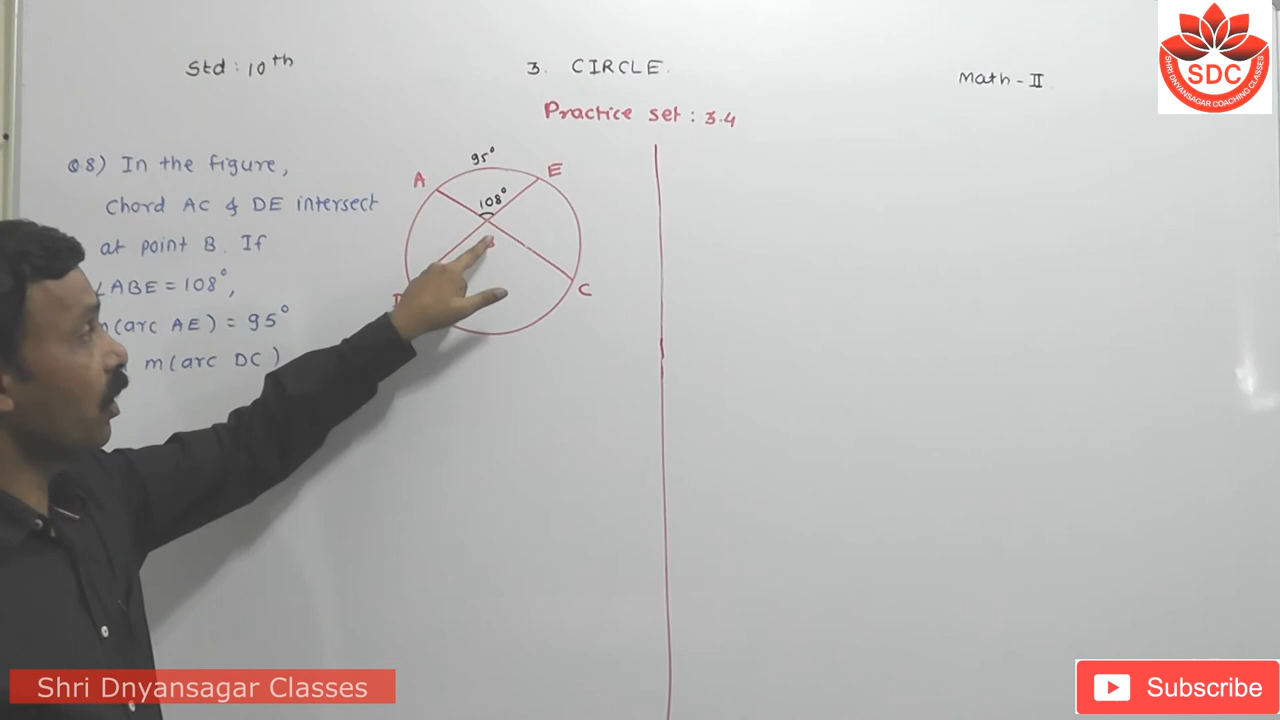 Std : 10th
3. CIRCLE.
Math - II
Practice set : 3.4
Q8) In the figure,
Chord AC & DE intersect
at point B. If
∠ABE = 108°,
(arc AE) = 95°
m(arc DC)
95°
A
E
108°
B
C
D
SDC
SHRI DNYANSAGAR COACHING CLASSES
Shri Dnyansagar Classes
Subscribe